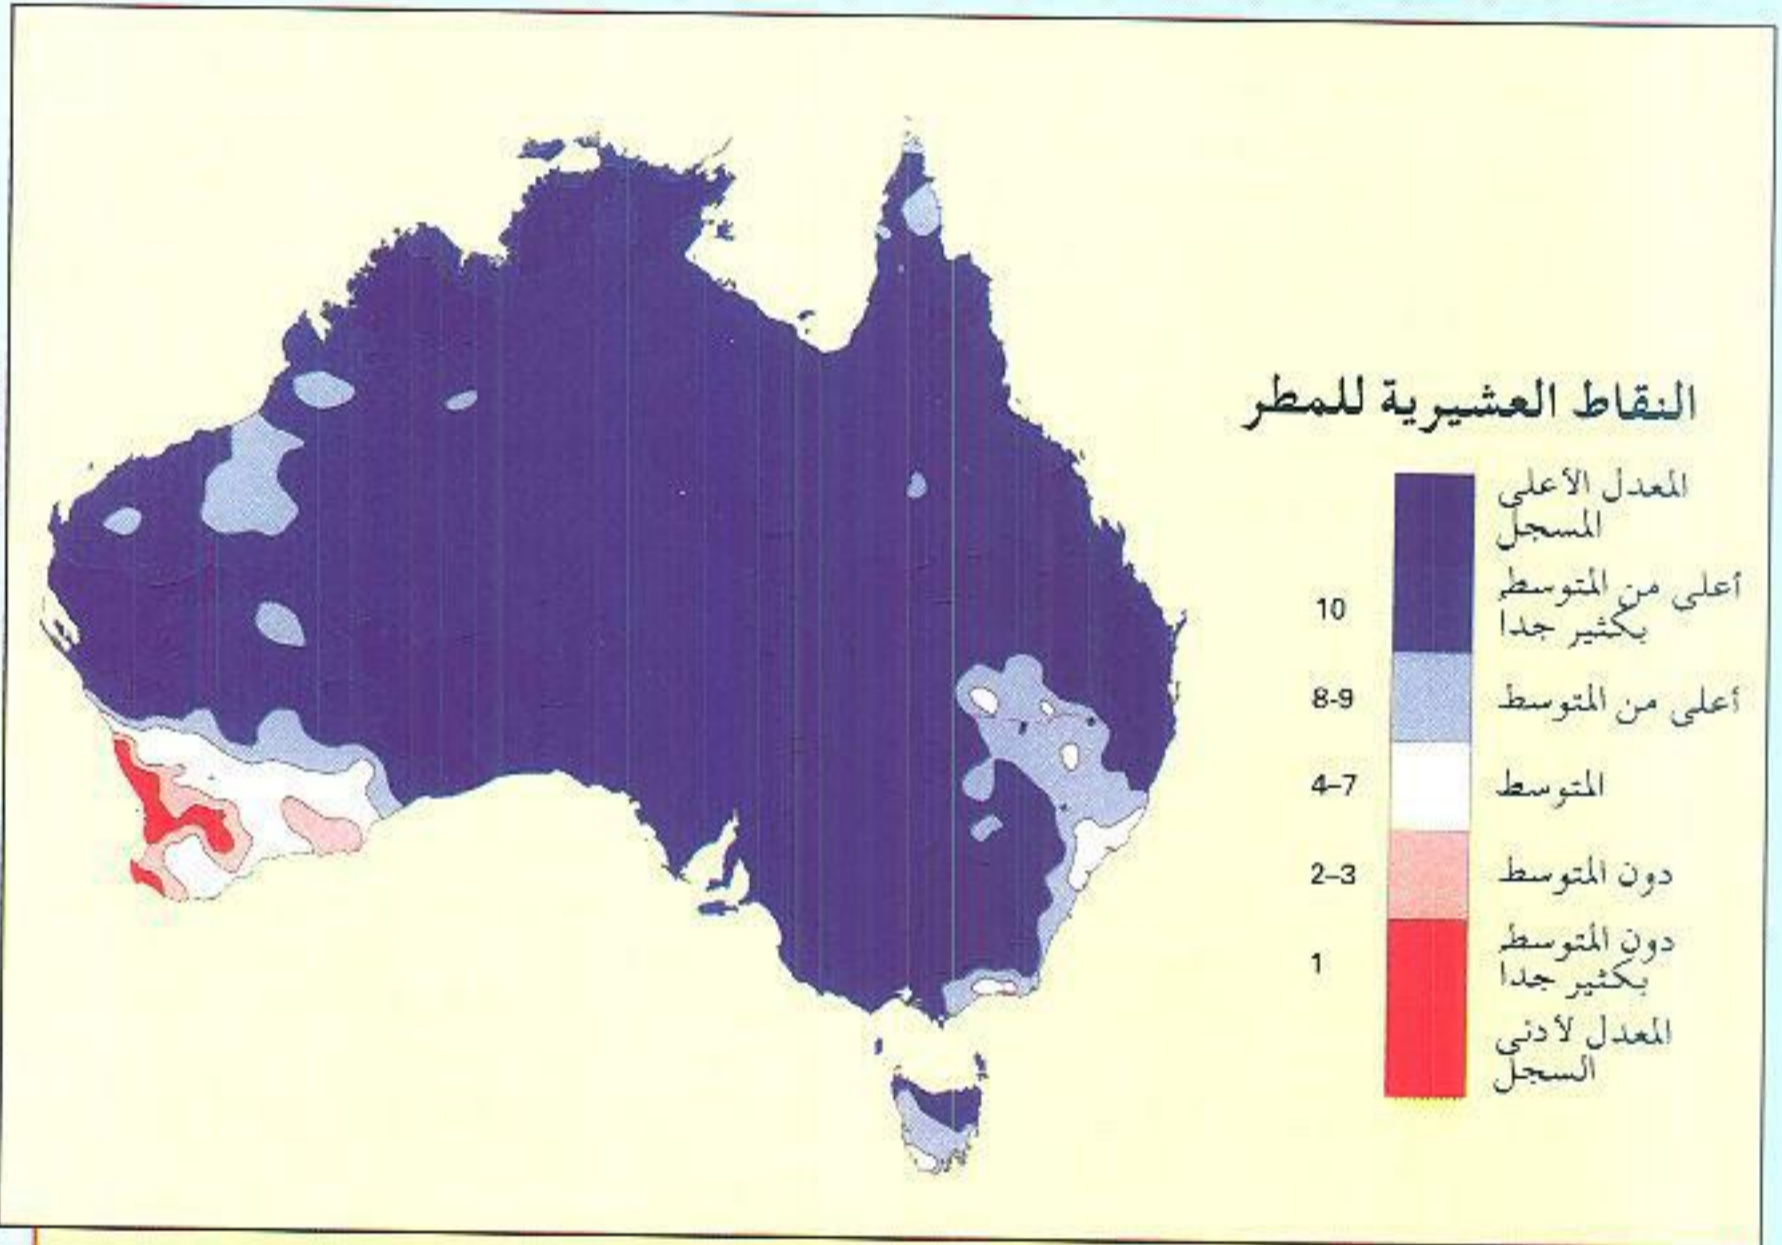 النقاط العشيرية للمطر
المعدل الأعلى
المسجل
أعلى من المتوسط
بكثير جدا
10
أعلى من المتوسط
8-9
المتوسط
4–7
دون المتوسط
2–3
دون المتوسط
بكثير جدا
1
المعدل لأدنى
السجل